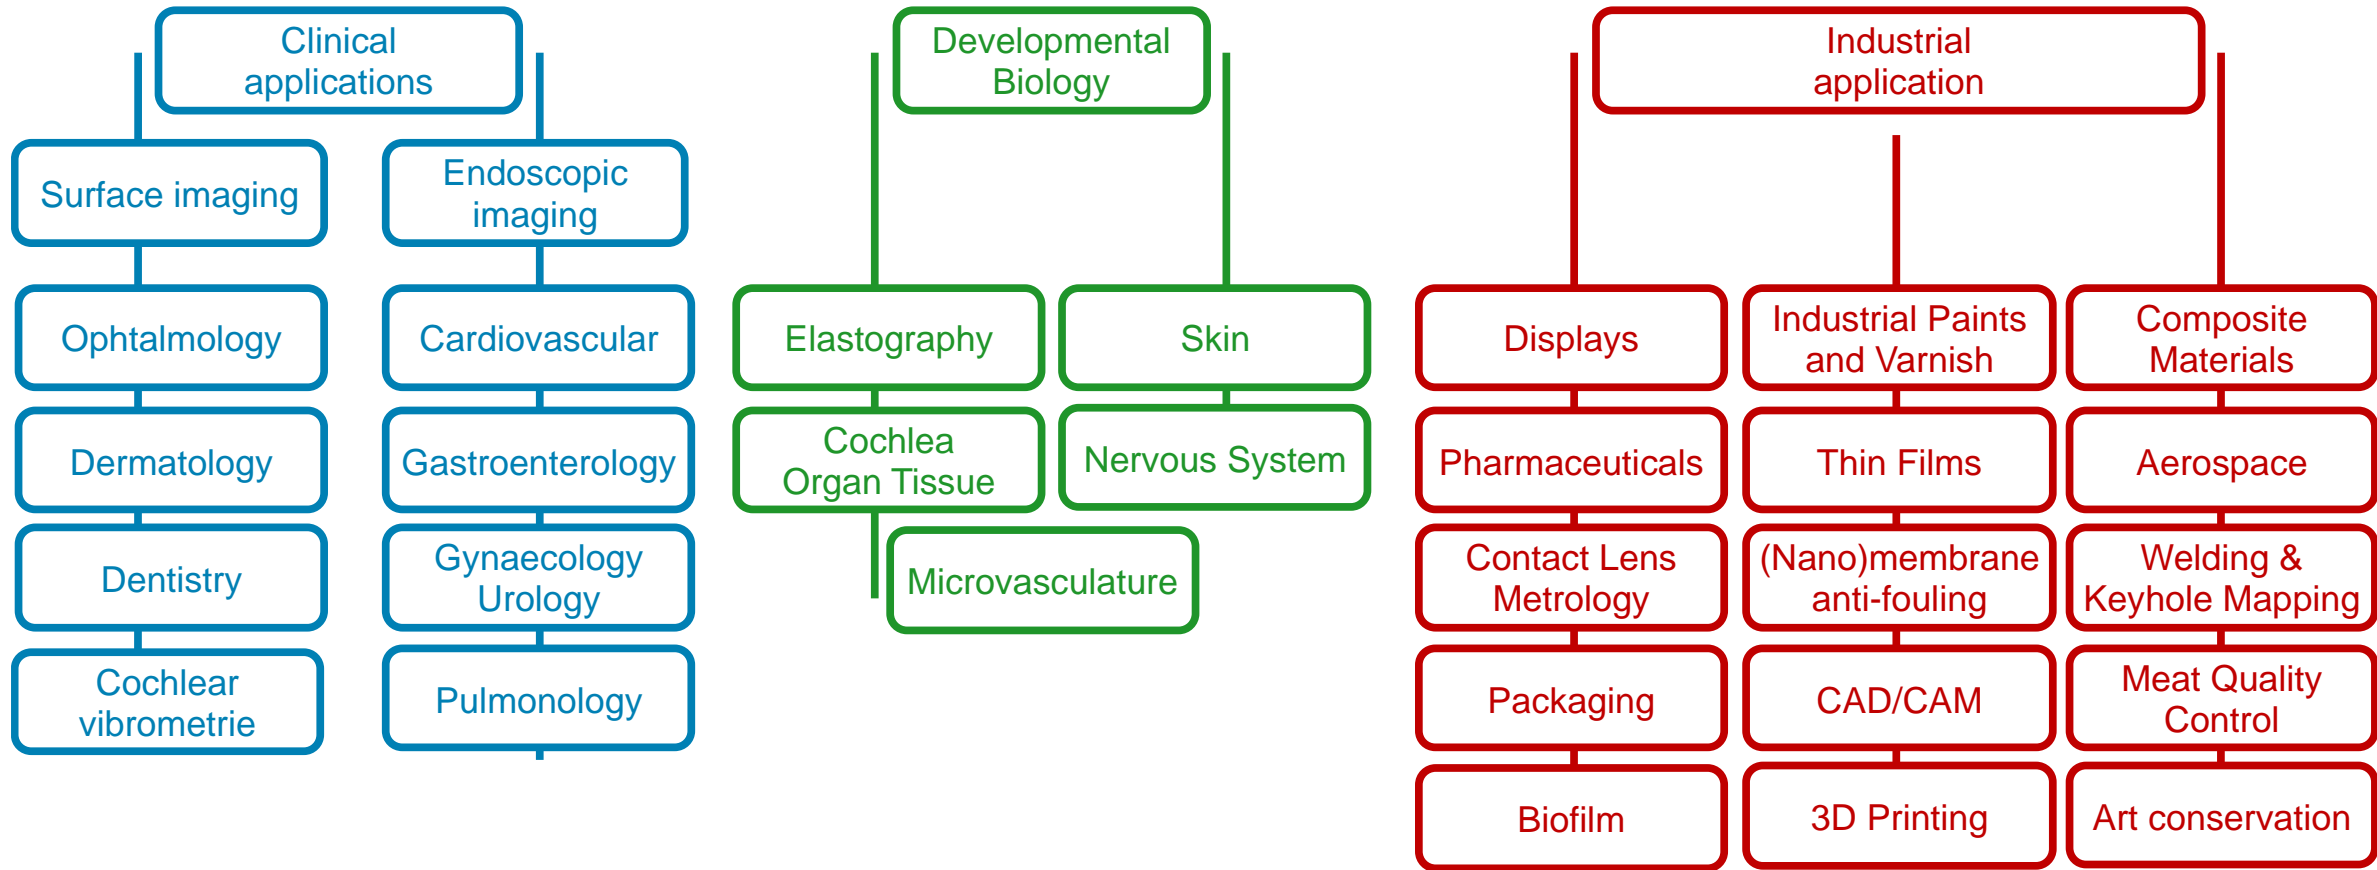 Clinical
applications
Surface imaging
Endoscopic
imaging
Ophtalmology
Cardiovascular
Dermatology
Gastroenterology
Dentistry
Gynaecology
Urology
Cochlear
vibrometrie
Pulmonology
Developmental
Biology
Elastography
Skin
Cochlea
Organ Tissue
Nervous System
Microvasculature
Industrial
application
Displays
Industrial Paints
and Varnish
Composite
Materials
Pharmaceuticals
Thin Films
Aerospace
Contact Lens
Metrology
(Nano)membrane
anti-fouling
Welding &
Keyhole Mapping
Packaging
CAD/CAM
Meat Quality
Control
Biofilm
3D Printing
Art conservation